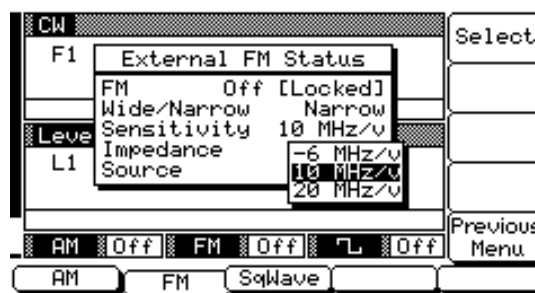 CW
Select
F1
External FM Status
FM Off [Locked]
Wide/Narrow Narrow
Sensitivity 10 MHz/v
Impedance
Source
-6 MHz/v
10 MHz/v
20 MHz/v
Leve
L1
Previous
Menu
AM Off FM Off Off
AM FM SqWave